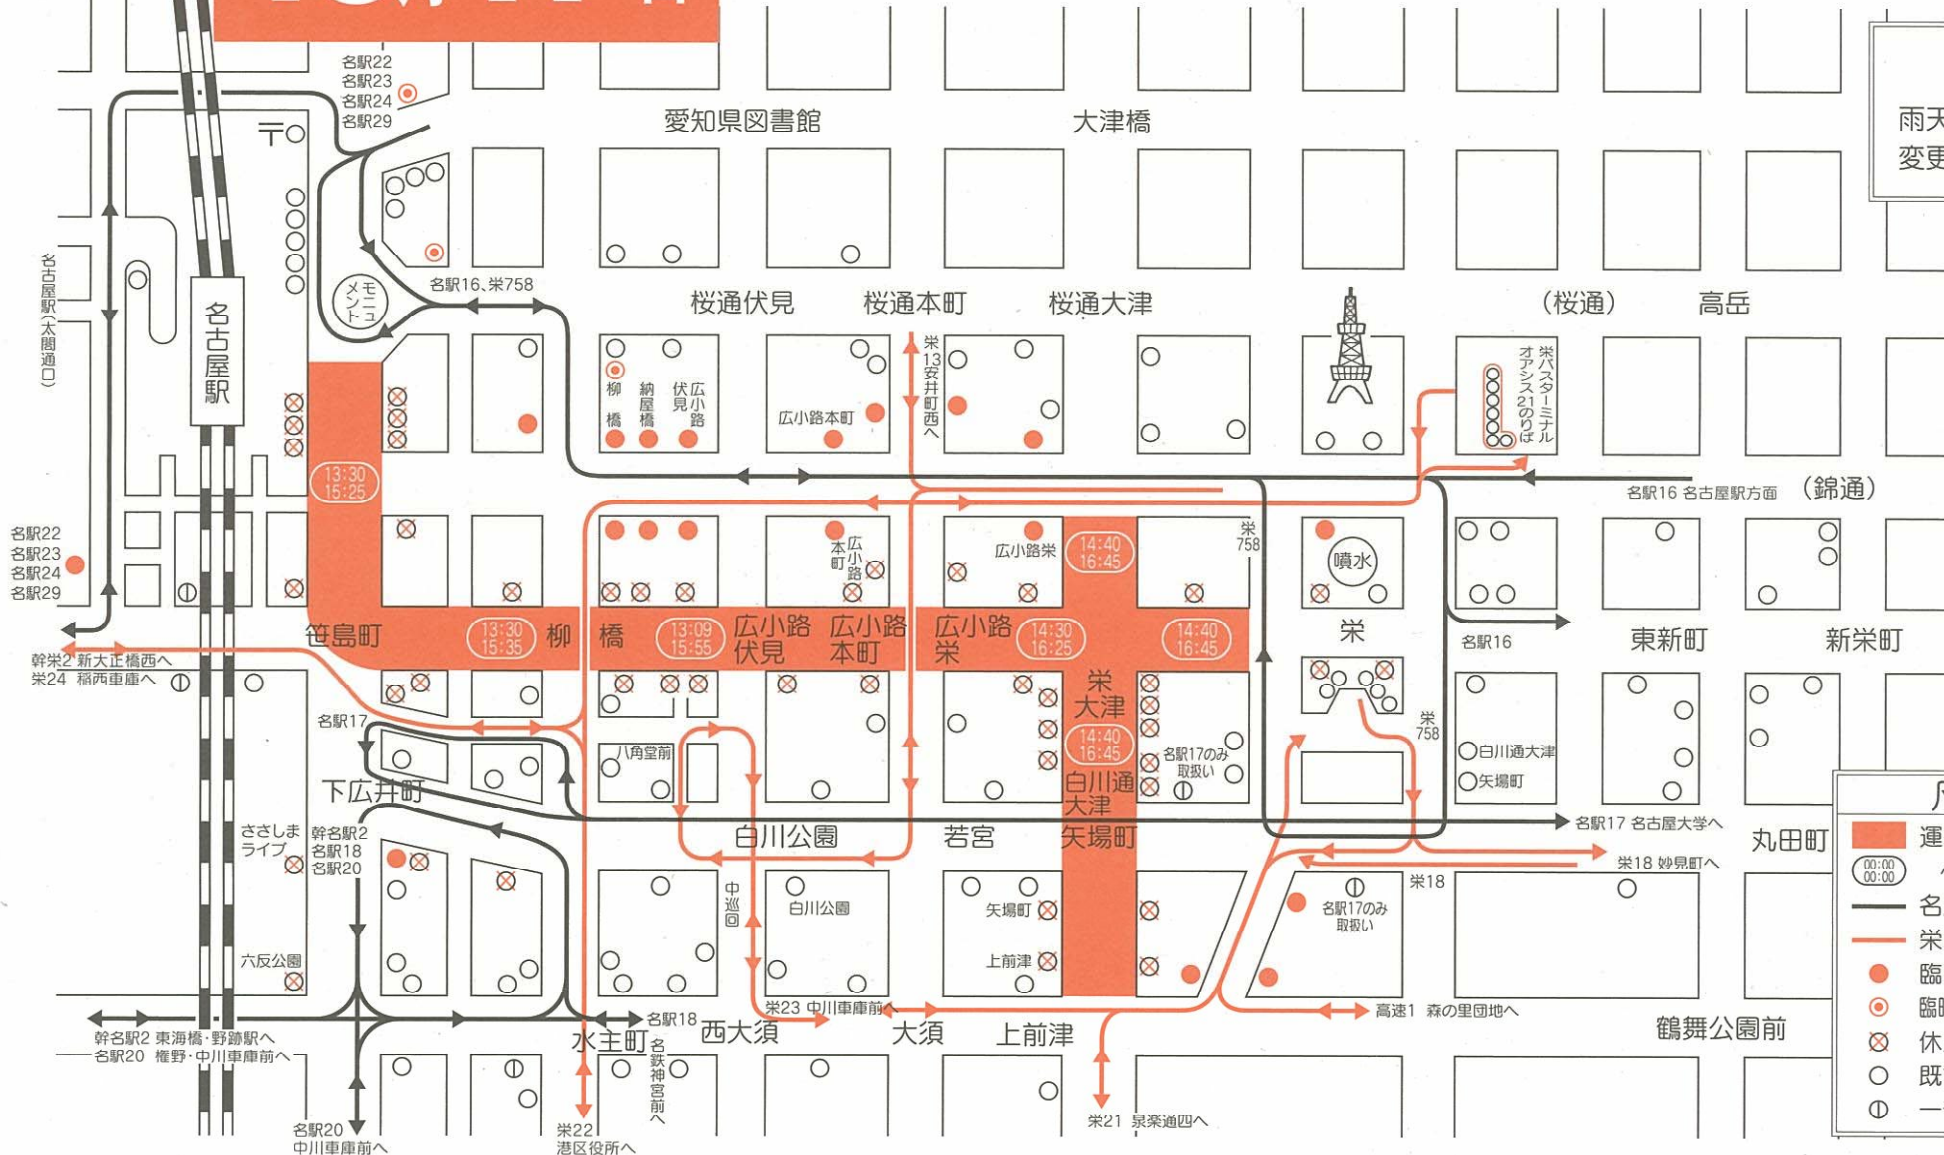 名駅22
名駅23
名駅24
名駅29
〒
愛知県図書館
大津橋
雨天
変更
名古屋駅(太閤通口)
名古屋駅
モニュメント
名駅16、栄758
桜通伏見
桜通本町
桜通大津
(桜通)
高岳
柳橋
納屋橋
広小路伏見
広小路本町
栄13安井町西へ
栄バスターミナル
オアシス21のりば
13:30
15:25
名駅16 名古屋駅方面
(錦通)
名駅22
名駅23
名駅24
名駅29
広小路本町
広小路栄
14:40
16:45
栄758
噴水
笹島町
13:30
15:35
柳橋
13:09
15:55
広小路伏見
広小路本町
広小路栄
14:30
16:25
14:40
16:45
栄
名駅16
東新町
新栄町
幹栄2 新大正橋西へ
栄24 稲西車庫へ
栄大津
14:40
16:45
名駅17
八角堂前
名駅17のみ
取扱い
栄758
白川通大津
矢場町
下広井町
白川通大津
矢場町
ささしま
ライブ
幹名駅2
名駅18
名駅20
白川公園
若宮
名駅17 名古屋大学へ
丸田町
栄18 妙見町へ
栄18
中巡回
白川公園
矢場町
名駅17のみ
取扱い
六反公園
上前津
栄23 中川車庫前へ
高速1 森の里団地へ
幹名駅2 東海橋・野跡駅へ
名駅20 権野・中川車庫前へ
名駅18
水主町
西大須
大須
上前津
鶴舞公園前
名鉄神宮前へ
名駅20
中川車庫前へ
栄22
港区役所へ
栄21 泉楽通四へ
運
00:00
00:00
名
栄
臨
臨
休
既
一